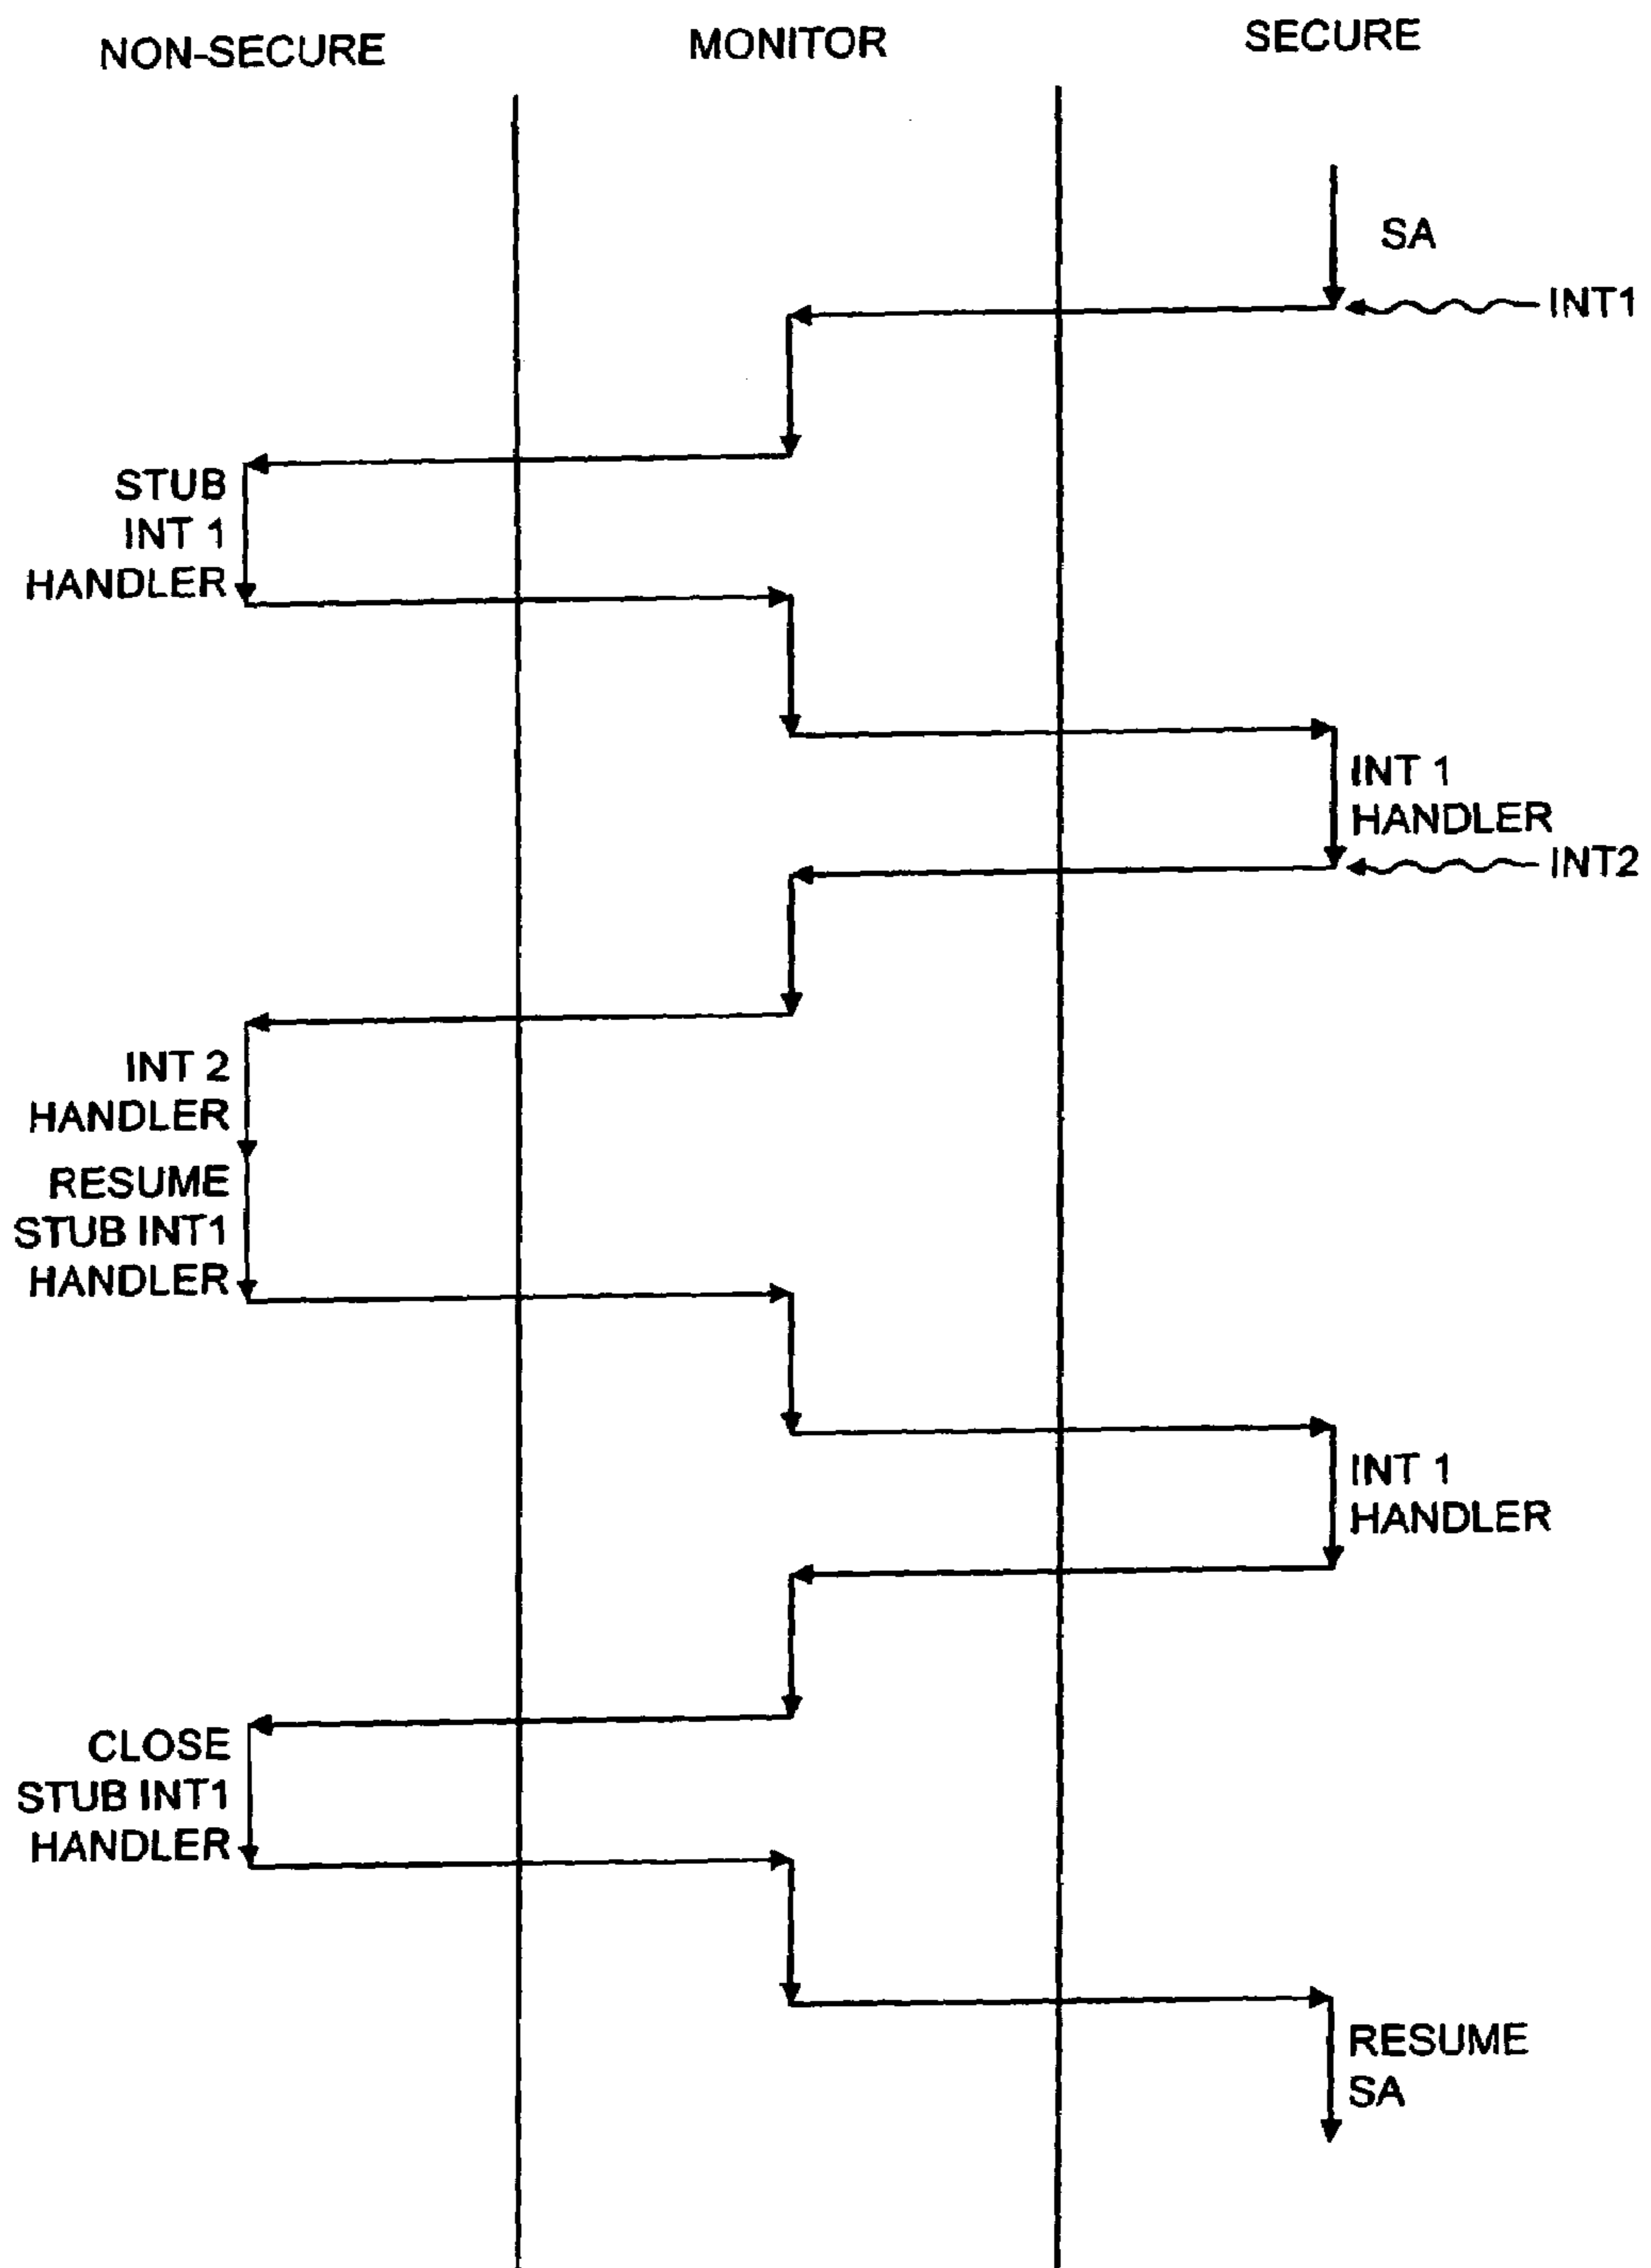 NON-SECURE
MONITOR
SECURE
SA
INT1
STUB
INT 1
HANDLER
INT 1
HANDLER
INT2
INT 2
HANDLER
RESUME
STUB INT1
HANDLER
INT 1
HANDLER
CLOSE
STUB INT1
HANDLER
RESUME
SA